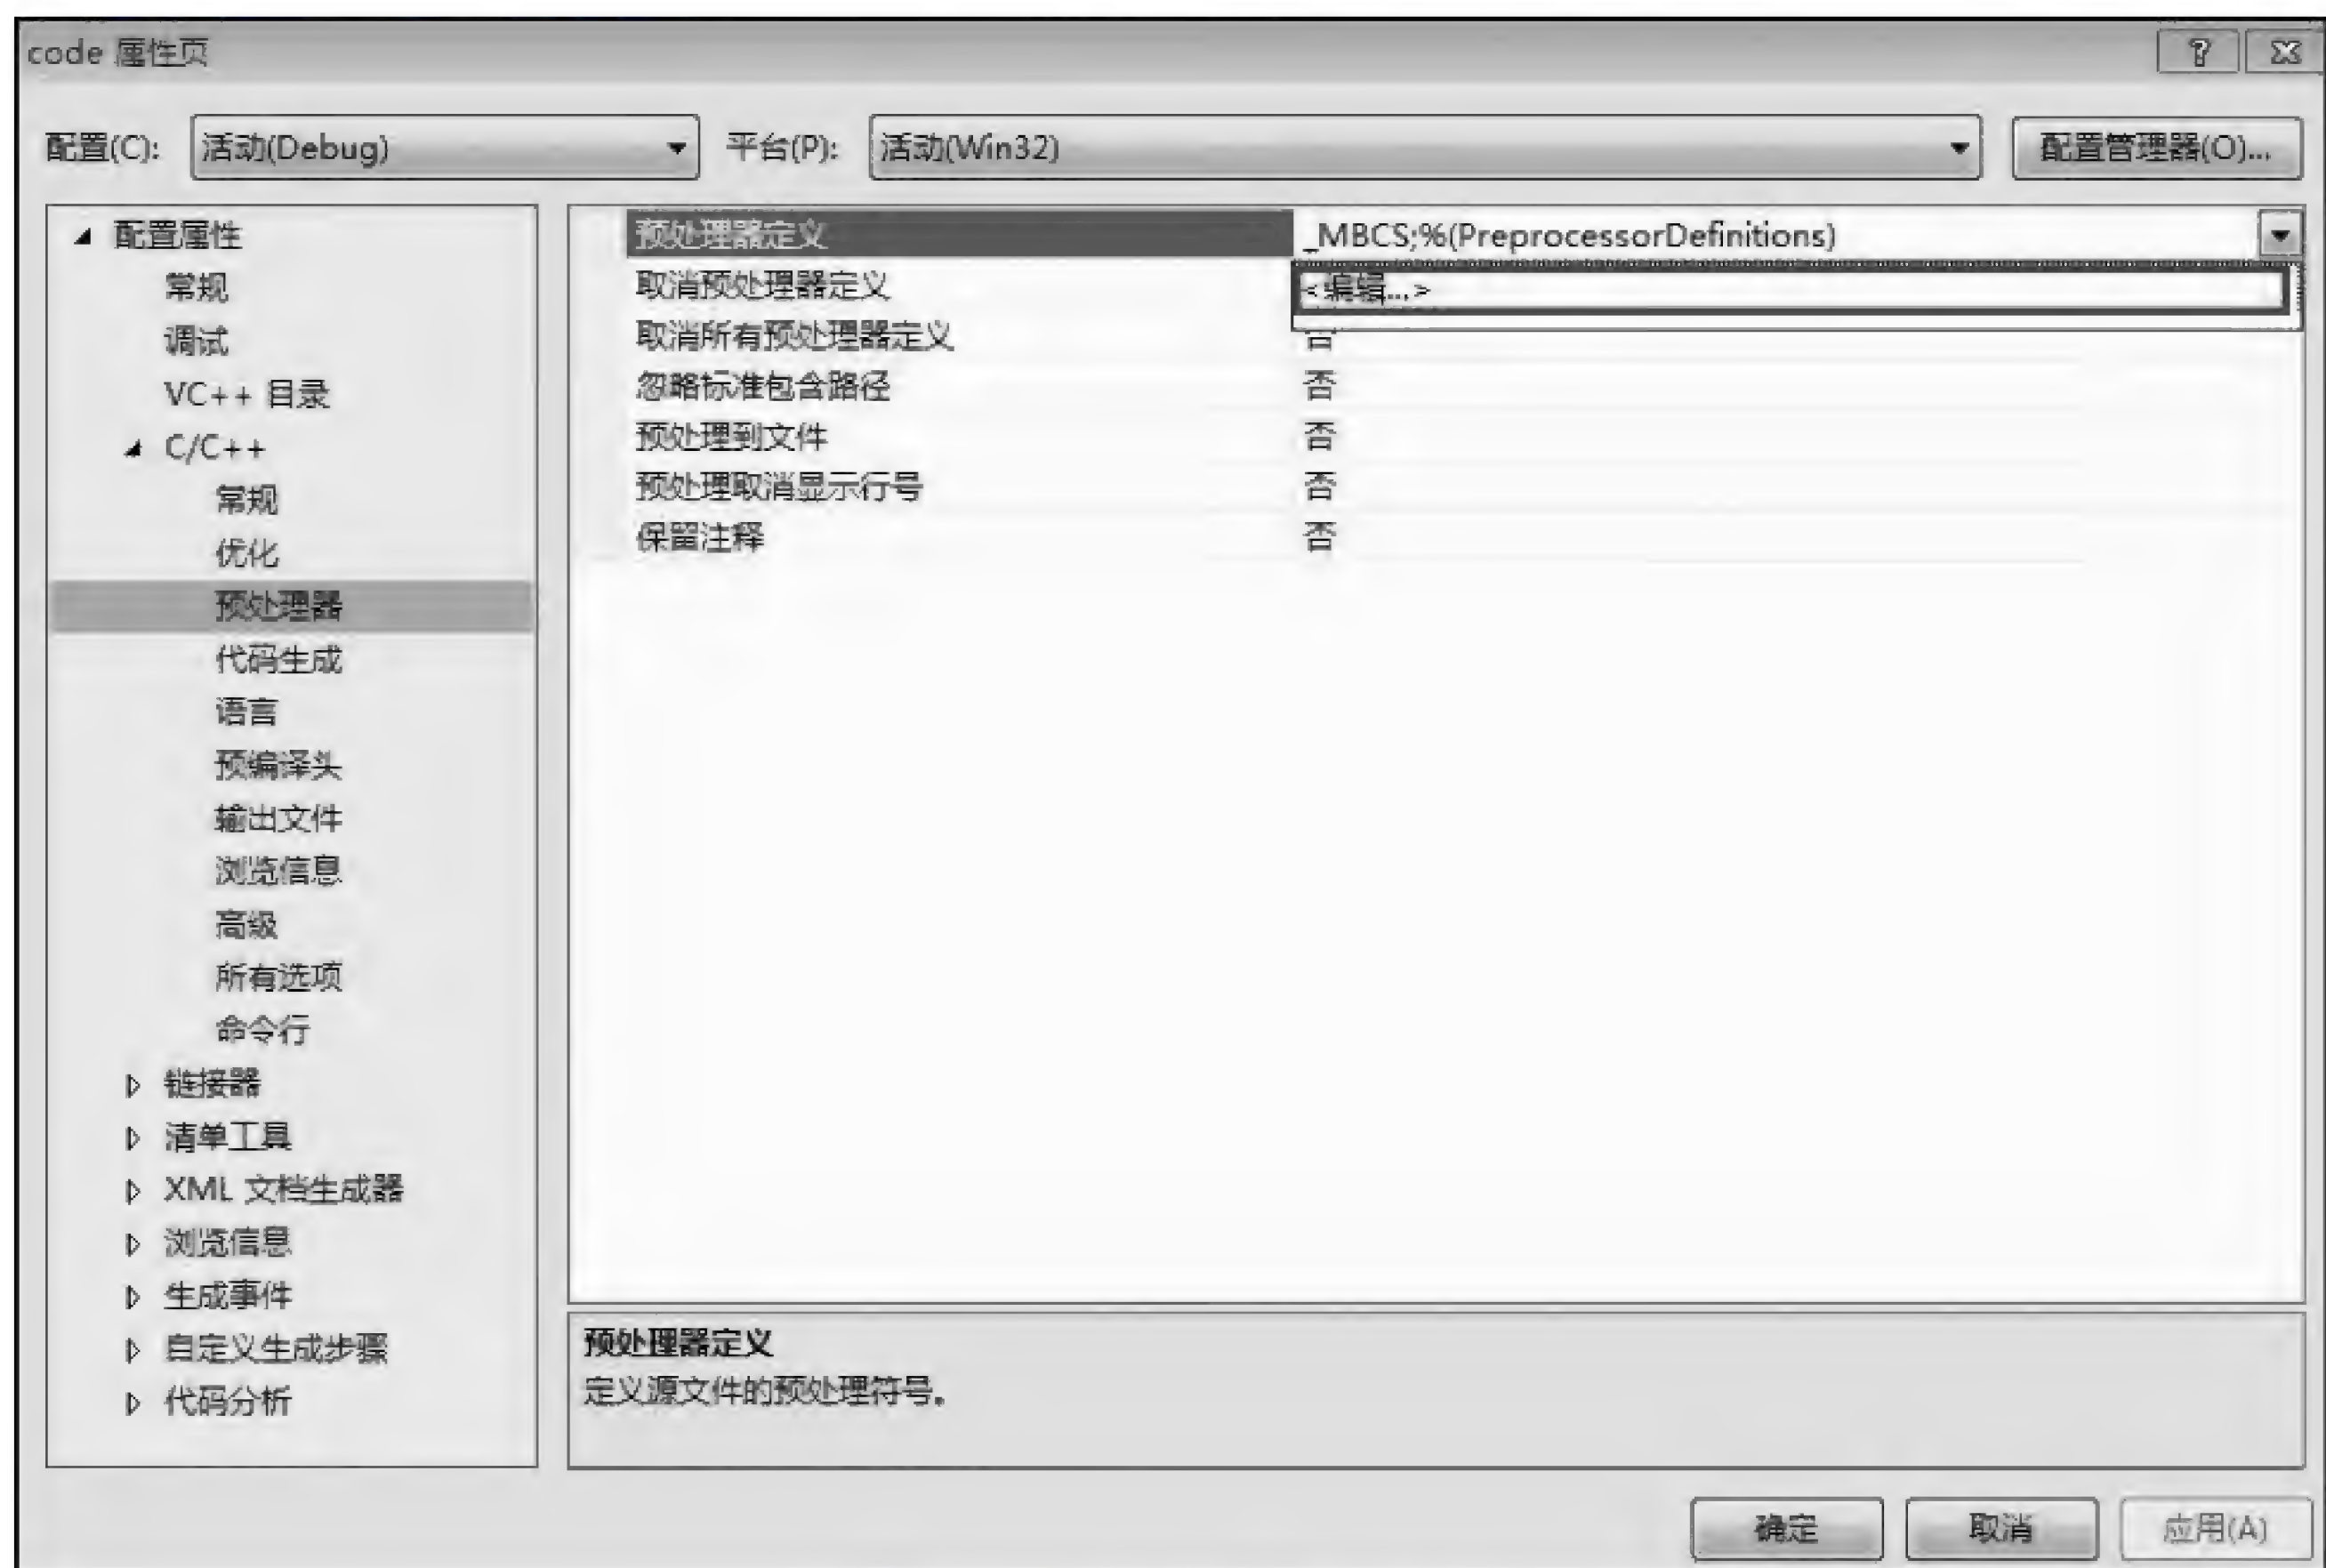 code 属性页
配置(C): 活动(Debug) 平台(P): 活动(Win32) 配置管理器(O)...
配置属性
常规
调试
VC++ 目录
C/C++
常规
优化
预处理器
代码生成
语言
预编译头
输出文件
浏览信息
高级
所有选项
命令行
链接器
清单工具
XML 文档生成器
浏览信息
生成事件
自定义生成步骤
代码分析
预处理器定义 _MBCS;%(PreprocessorDefinitions)
取消预处理器定义 <编辑...>
取消所有预处理器定义 否
忽略标准包含路径 否
预处理到文件 否
预处理取消显示行号 否
保留注释 否
预处理器定义
定义源文件的预处理符号。
确定 取消 应用(A)